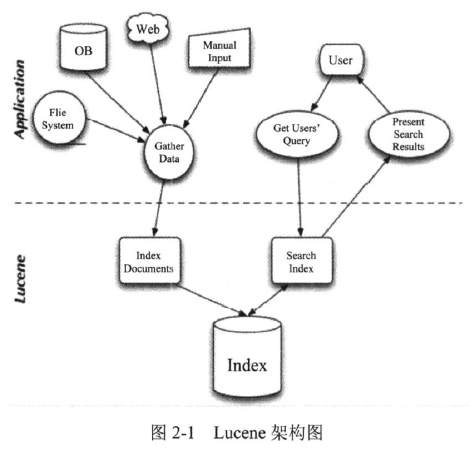 Application
OB
Web
Manual
Input
Flie
System
Gather
Data
User
Get Users'
Query
Present
Search
Results
Lucene
Index
Documents
Search
Index
Index
图 2-1 Lucene 架构图